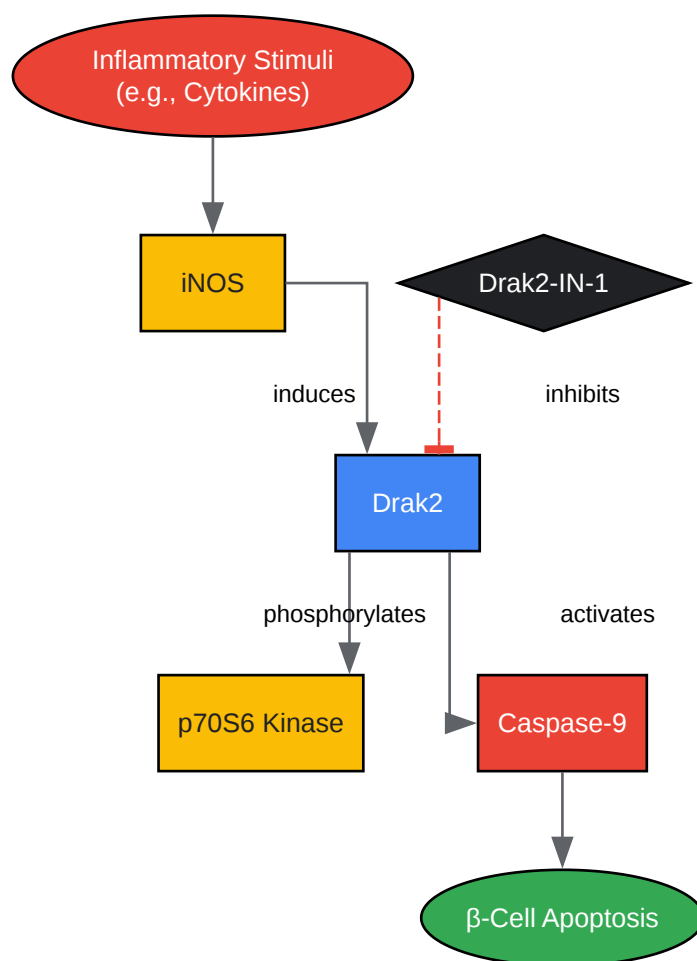 Inflammatory Stimuli
(e.g., Cytokines)
iNOS
Drak2-IN-1
induces
inhibits
Drak2
phosphorylates
activates
p70S6 Kinase
Caspase-9
β-Cell Apoptosis